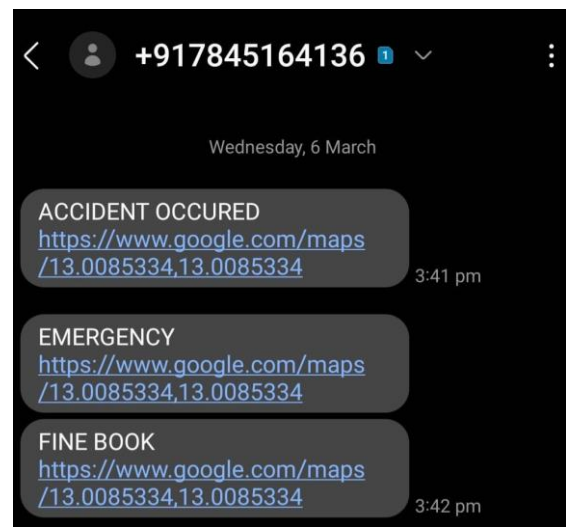 +917845164136 1
Wednesday, 6 March
ACCIDENT OCCURED
https://www.google.com/maps
/13.0085334,13.0085334
3:41 pm
EMERGENCY
https://www.google.com/maps
/13.0085334,13.0085334
FINE BOOK
https://www.google.com/maps
/13.0085334,13.0085334
3:42 pm